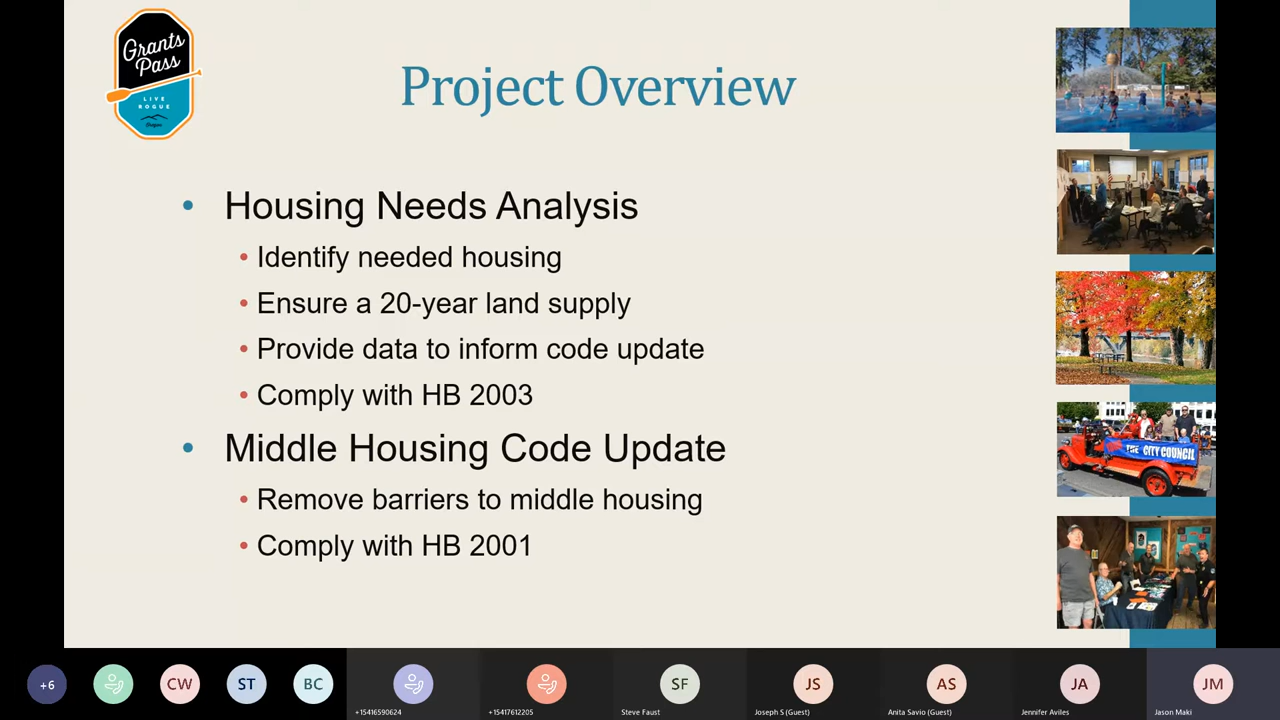 Grants
Pass
LIVE
ROGUE
Oregon
Project Overview
• Housing Needs Analysis
• Identify needed housing
• Ensure a 20-year land supply
• Provide data to inform code update
• Comply with HB 2003
• Middle Housing Code Update
• Remove barriers to middle housing
• Comply with HB 2001
THE CITY COUNCIL
+6
CW
ST
BC
+15416590624
+15417612205
SF
Steve Faust
JS
Joseph S (Guest)
AS
Anita Savio (Guest)
JA
Jennifer Aviles
JM
Jason Maki